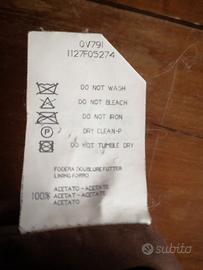 QV791
1127F05274
DO NOT WASH
DO NOT BLEACH
DO NOT IRON
P DRY CLEAN-P
DO NOT TUMBLE DRY
FODERA DOUBLURE FUTTER
LINING FORRO
100% ACETATO-ACETATE
ACETAT-ACETATE
ACETATO
subito